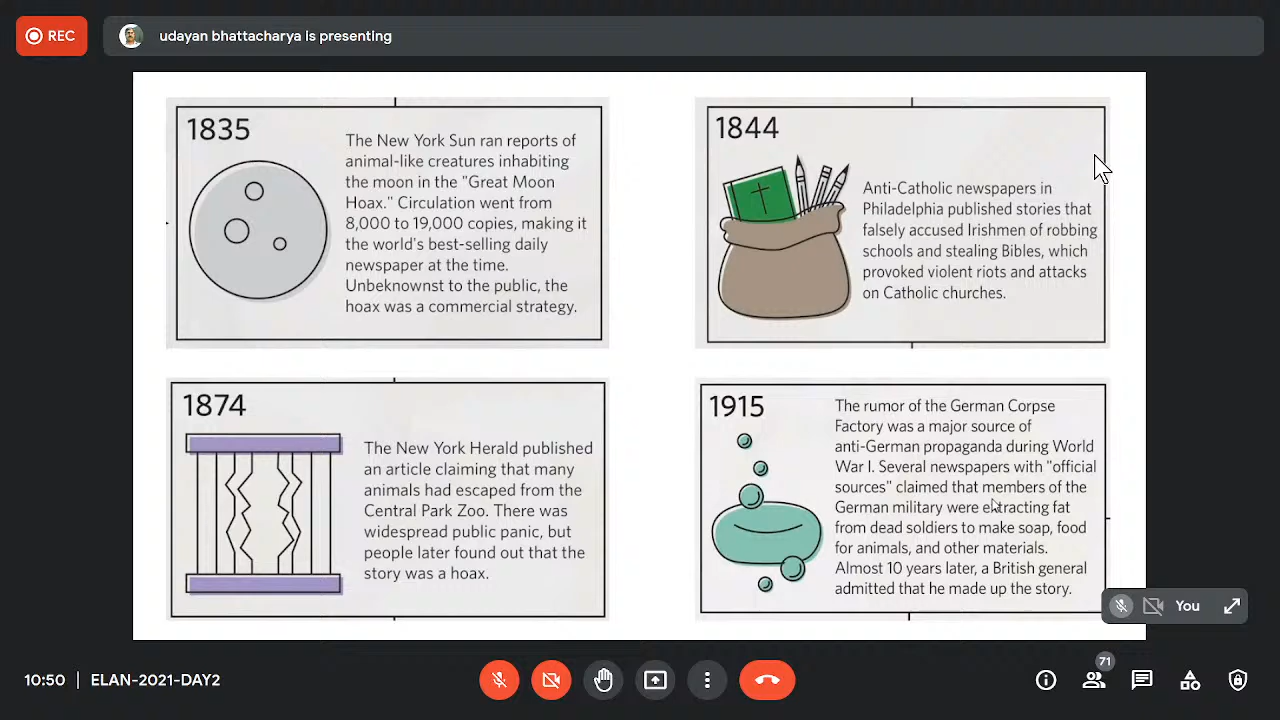 REC
udayan bhattacharya is presenting
1835
The New York Sun ran reports of
animal-like creatures inhabiting
the moon in the "Great Moon
Hoax." Circulation went from
8,000 to 19,000 copies, making it
the world's best-selling daily
newspaper at the time.
Unbeknownst to the public, the
hoax was a commercial strategy.
1844
Anti-Catholic newspapers in
Philadelphia published stories that
falsely accused Irishmen of robbing
schools and stealing Bibles, which
provoked violent riots and attacks
on Catholic churches.
1874
The New York Herald published
an article claiming that many
animals had escaped from the
Central Park Zoo. There was
widespread public panic, but
people later found out that the
story was a hoax.
1915
The rumor of the German Corpse
Factory was a major source of
anti-German propaganda during World
War I. Several newspapers with "official
sources" claimed that members of the
German military were extracting fat
from dead soldiers to make soap, food
for animals, and other materials.
Almost 10 years later, a British general
admitted that he made up the story.
You
10:50 | ELAN-2021-DAY2
71